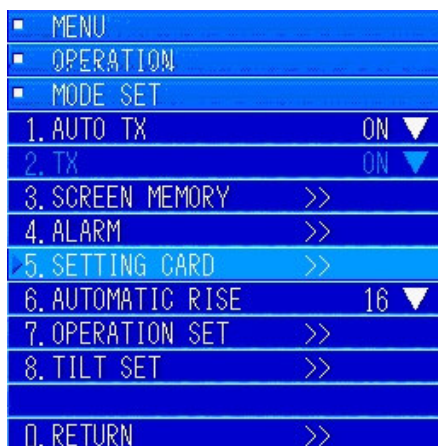 MENU
OPERATION
MODE SET
1. AUTO TX ON
2. TX ON
3. SCREEN MEMORY >>
4. ALARM >>
5. SETTING CARD >>
6. AUTOMATIC RISE 16
7. OPERATION SET >>
8. TILT SET >>
0. RETURN >>